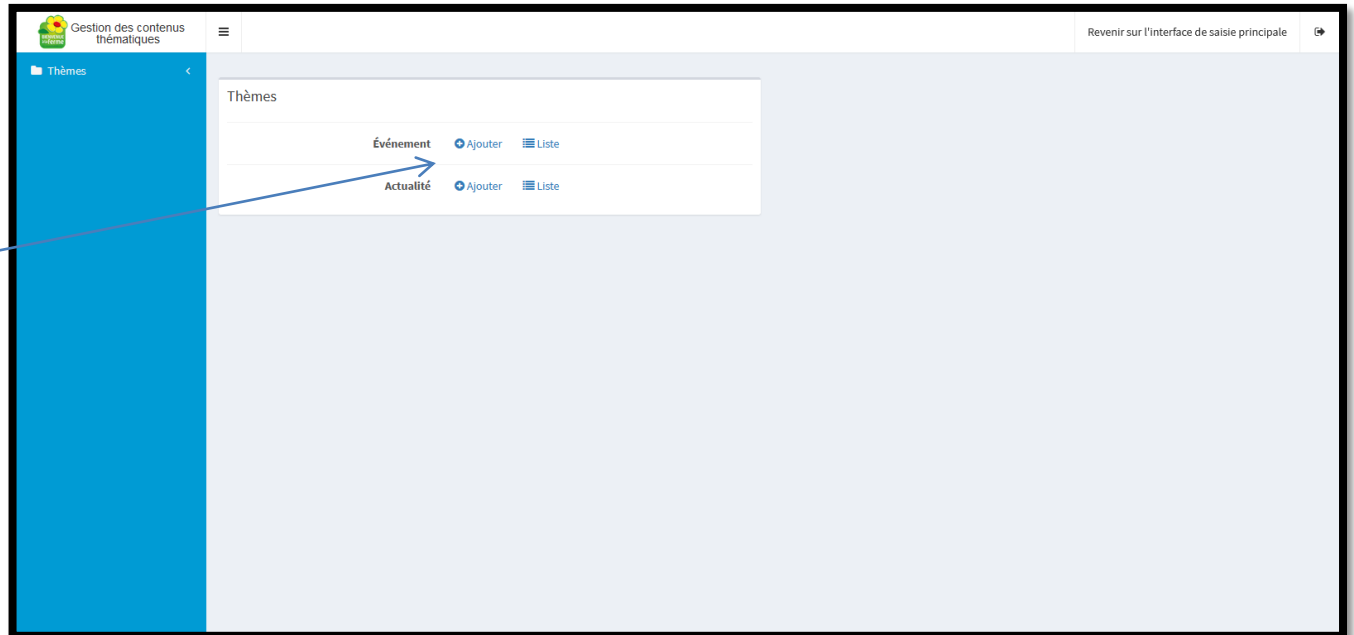 Gestion des contenus
thématiques
Revenir sur l'interface de saisie principale
Thèmes
Thèmes
Événement Ajouter Liste
Actualité Ajouter Liste